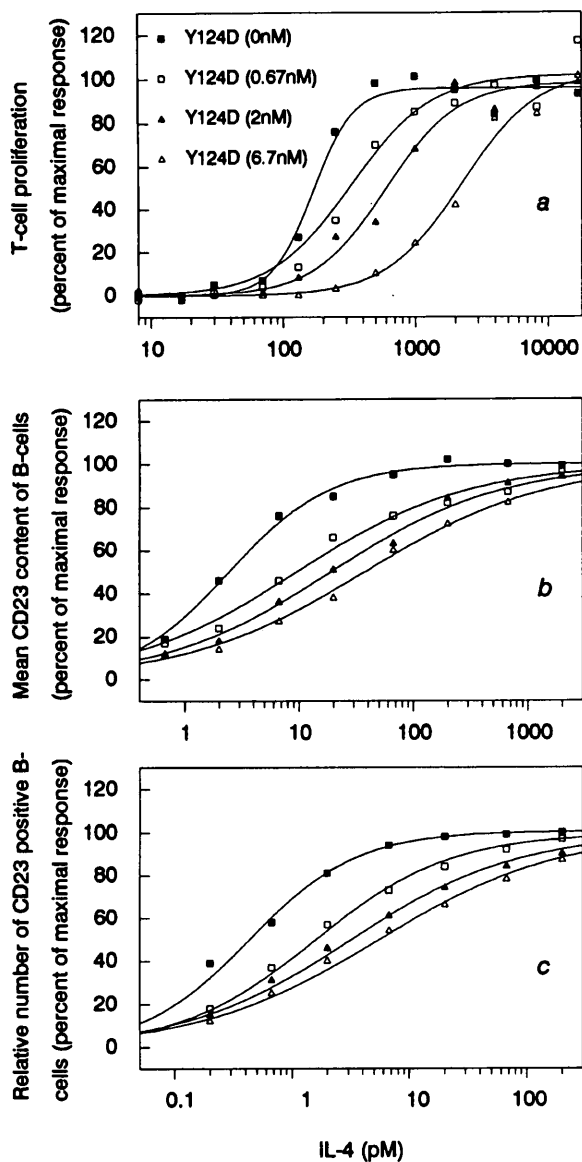 T-cell proliferation
(percent of maximal response)
120
100
80
60
40
20
0
Y124D (0nM)
Y124D (0.67nM)
Y124D (2nM)
Y124D (6.7nM)
a
10 100 1000 10000
Mean CD23 content of B-cells
(percent of maximal response)
120
100
80
60
40
20
0
b
1 10 100 1000
Relative number of CD23 positive B-
cells (percent of maximal response)
120
100
80
60
40
20
0
c
0.1 1 10 100
IL-4 (pM)